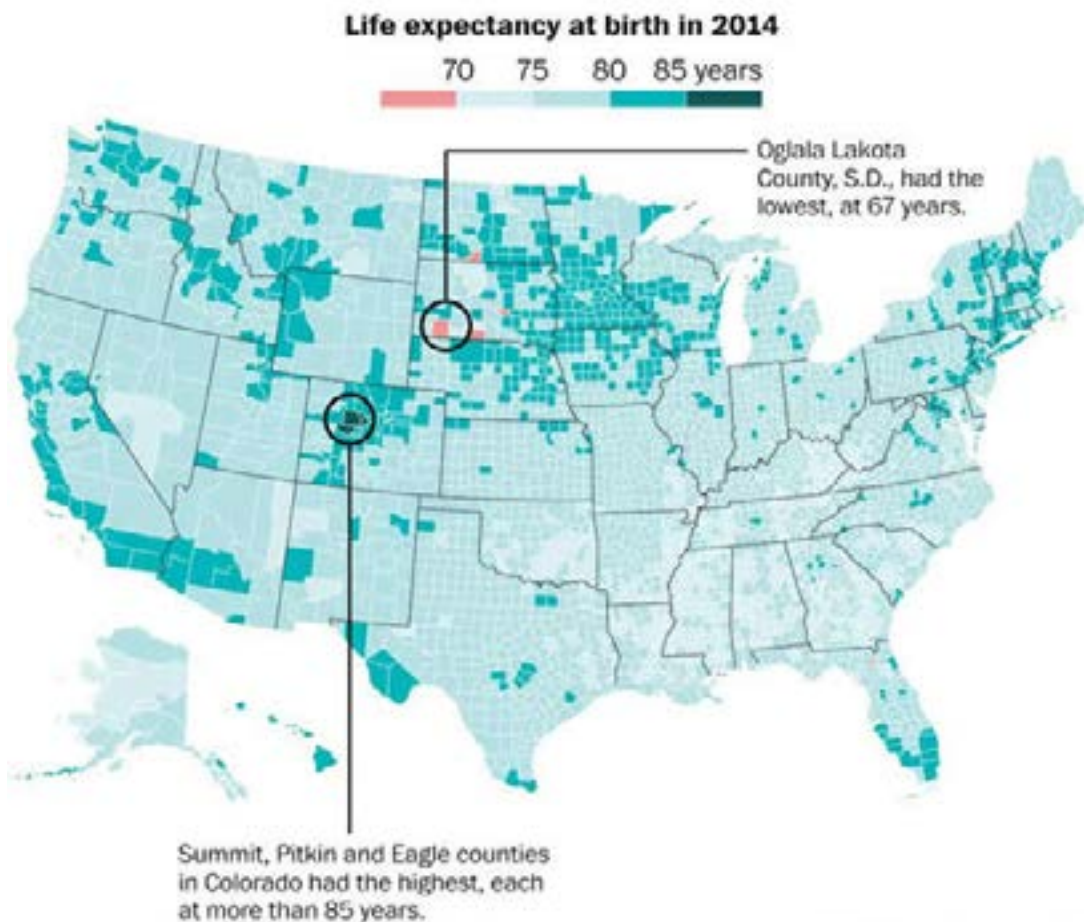 Life expectancy at birth in 2014
70 75 80 85 years
Oglala Lakota
County, S.D., had the
lowest, at 67 years.
Summit, Pitkin and Eagle counties
in Colorado had the highest, each
at more than 85 years.